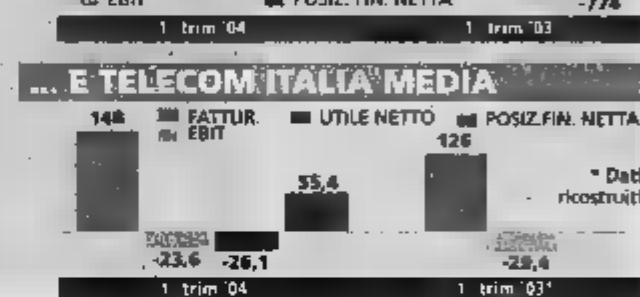 EBIT POSIZ. FIN. NETTA -774
1 trim '04 1 trim '03
... E TELECOM ITALIA MEDIA
148 FATTUR. UTILE NETTO POSIZ.FIN. NETTA
EBIT 126
* Dati
55,4 ricostruiti
-23,6 -26,1 -29,4
1 trim '04 1 trim '03*